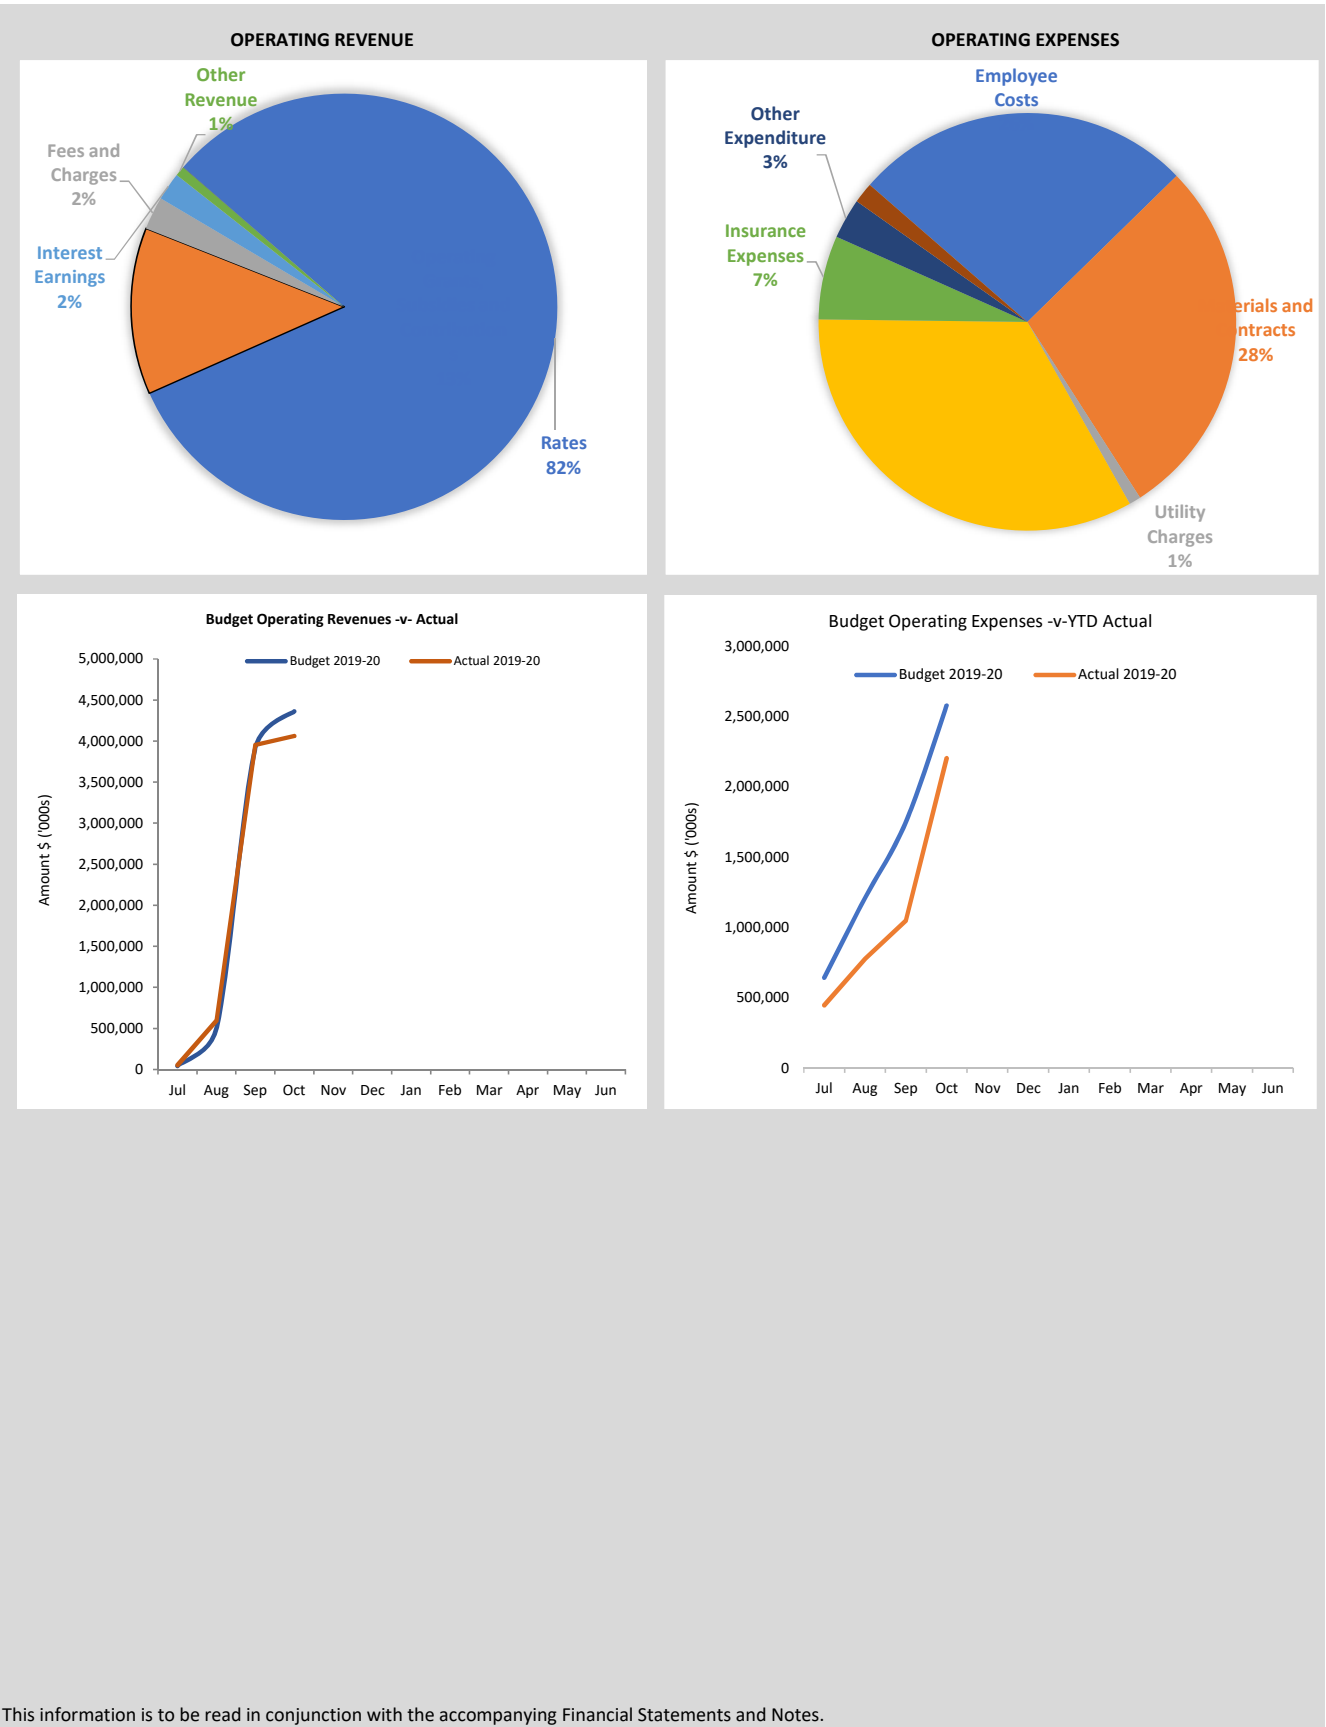 OPERATING REVENUE
OPERATING EXPENSES
Other
Revenue
1%
Fees and
Charges
2%
Interest
Earnings
2%
Rates
82%
Employee
Costs
Other
Expenditure
3%
Insurance
Expenses
7%
erials and
ntracts
28%
Utility
Charges
1%
Budget Operating Revenues -v- Actual
Budget 2019-20
Actual 2019-20
Amount $ ('000s)
5,000,000
4,500,000
4,000,000
3,500,000
3,000,000
2,500,000
2,000,000
1,500,000
1,000,000
500,000
0
Jul Aug Sep Oct Nov Dec Jan Feb Mar Apr May Jun
Budget Operating Expenses -v-YTD Actual
Budget 2019-20
Actual 2019-20
Amount $ ('000s)
3,000,000
2,500,000
2,000,000
1,500,000
1,000,000
500,000
0
Jul Aug Sep Oct Nov Dec Jan Feb Mar Apr May Jun
This information is to be read in conjunction with the accompanying Financial Statements and Notes.